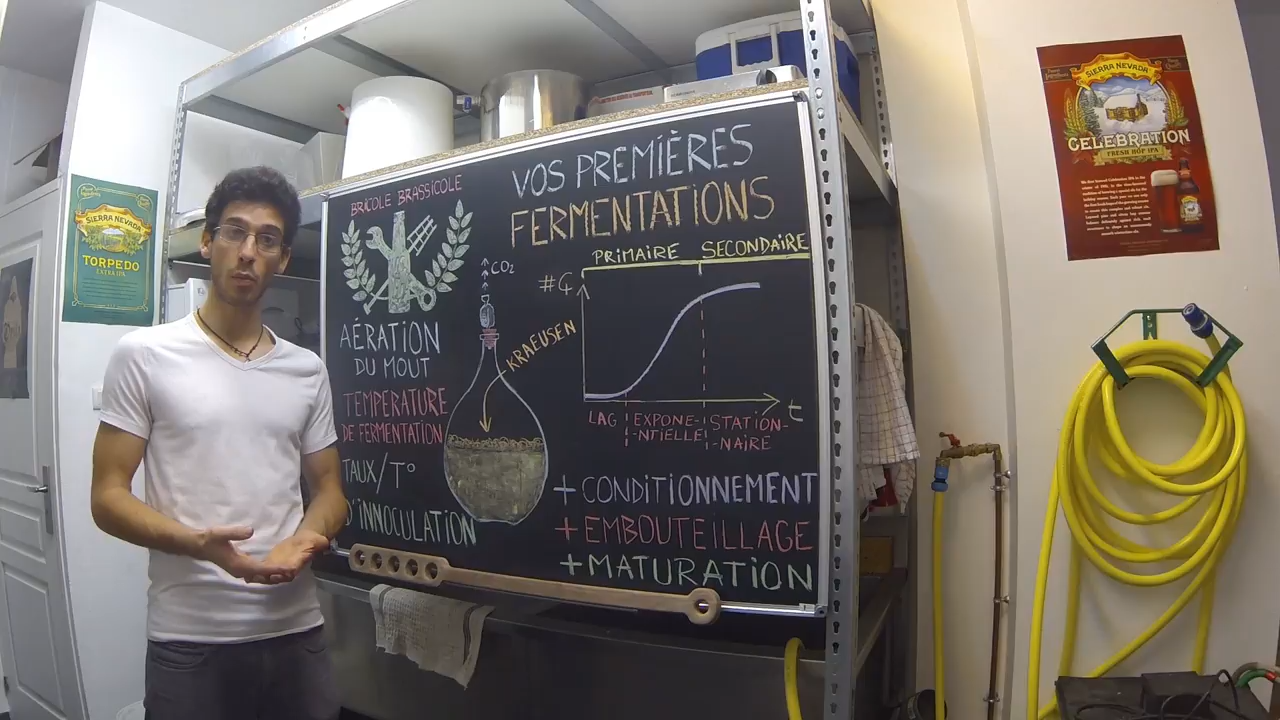 VOS PREMIÈRES
FERMENTATIONS
BRICOLE BRASSICOLE
PRIMAIRE SECONDAIRE
CO₂
#Ç
KRAEUSEN
AÉRATION
DU MOUT
TEMPERATURE
DE FERMENTATION
TAUX/T°
D'INNOCULATION
t
LAG EXPONE- STATION-
-NTIELLE -NAIRE
+ CONDITIONNEMENT
+ EMBOUTEILLAGE
+ MATURATION
SIERRA NEVADA
TORPEDO
EXTRA IPA
SIERRA NEVADA
CELEBRATION
FRESH HOP IPA